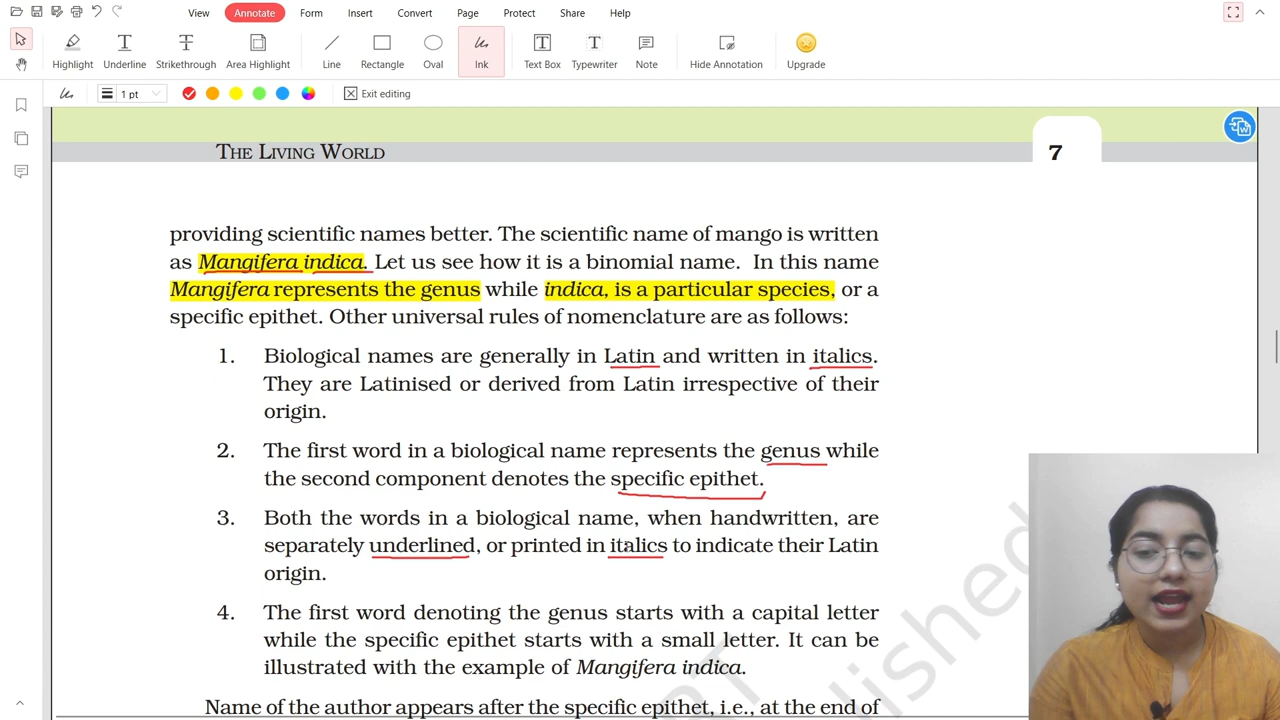 View Annotate Form Insert Convert Page Protect Share Help
Highlight Underline Strikethrough Area Highlight Line Rectangle Oval Ink Text Box Typewriter Note Hide Annotation Upgrade
1 pt Exit editing
THE LIVING WORLD 7
providing scientific names better. The scientific name of mango is written
as Mangifera indica. Let us see how it is a binomial name. In this name
Mangifera represents the genus while indica, is a particular species, or a
specific epithet. Other universal rules of nomenclature are as follows:
1. Biological names are generally in Latin and written in italics.
They are Latinised or derived from Latin irrespective of their
origin.
2. The first word in a biological name represents the genus while
the second component denotes the specific epithet.
3. Both the words in a biological name, when handwritten, are
separately underlined, or printed in italics to indicate their Latin
origin.
4. The first word denoting the genus starts with a capital letter
while the specific epithet starts with a small letter. It can be
illustrated with the example of Mangifera indica.
Name of the author appears after the specific epithet, i.e., at the end of